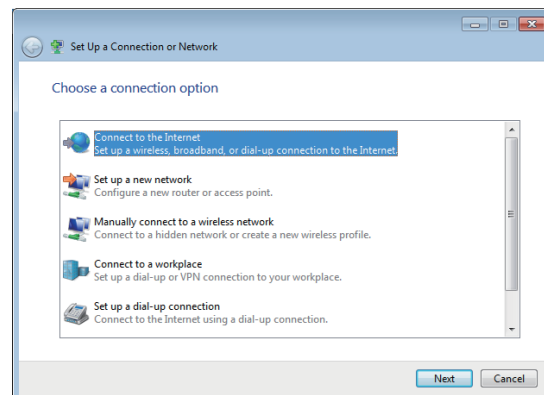 Set Up a Connection or Network
Choose a connection option
Connect to the Internet
Set up a wireless, broadband, or dial-up connection to the Internet.
Set up a new network
Configure a new router or access point.
Manually connect to a wireless network
Connect to a hidden network or create a new wireless profile.
Connect to a workplace
Set up a dial-up or VPN connection to your workplace.
Set up a dial-up connection
Connect to the Internet using a dial-up connection.
Next Cancel